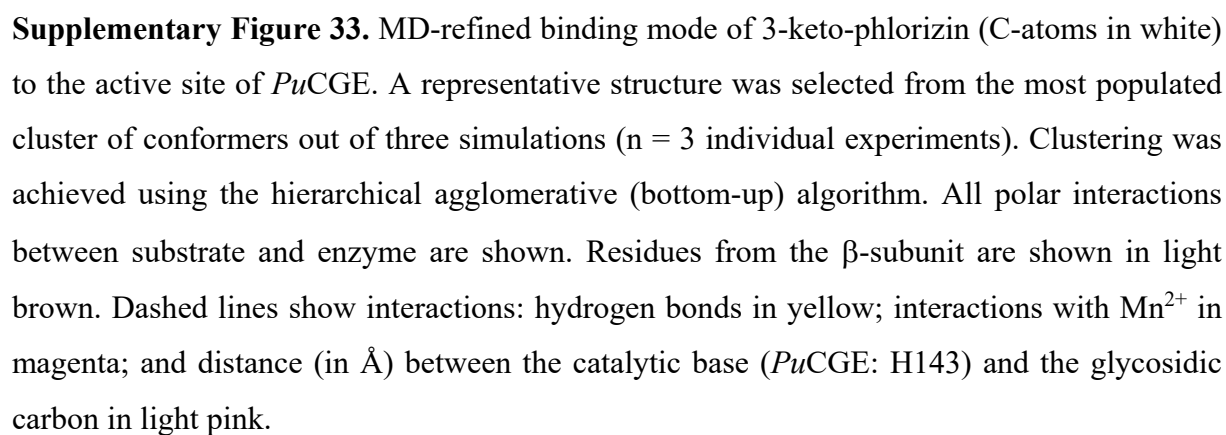 Supplementary Figure 33. MD-refined binding mode of 3-keto-phlorizin (C-atoms in white)
to the active site of PuCGE. A representative structure was selected from the most populated
cluster of conformers out of three simulations (n = 3 individual experiments). Clustering was
achieved using the hierarchical agglomerative (bottom-up) algorithm. All polar interactions
between substrate and enzyme are shown. Residues from the β-subunit are shown in light
brown. Dashed lines show interactions: hydrogen bonds in yellow; interactions with Mn²⁺ in
magenta; and distance (in Å) between the catalytic base (PuCGE: H143) and the glycosidic
carbon in light pink.